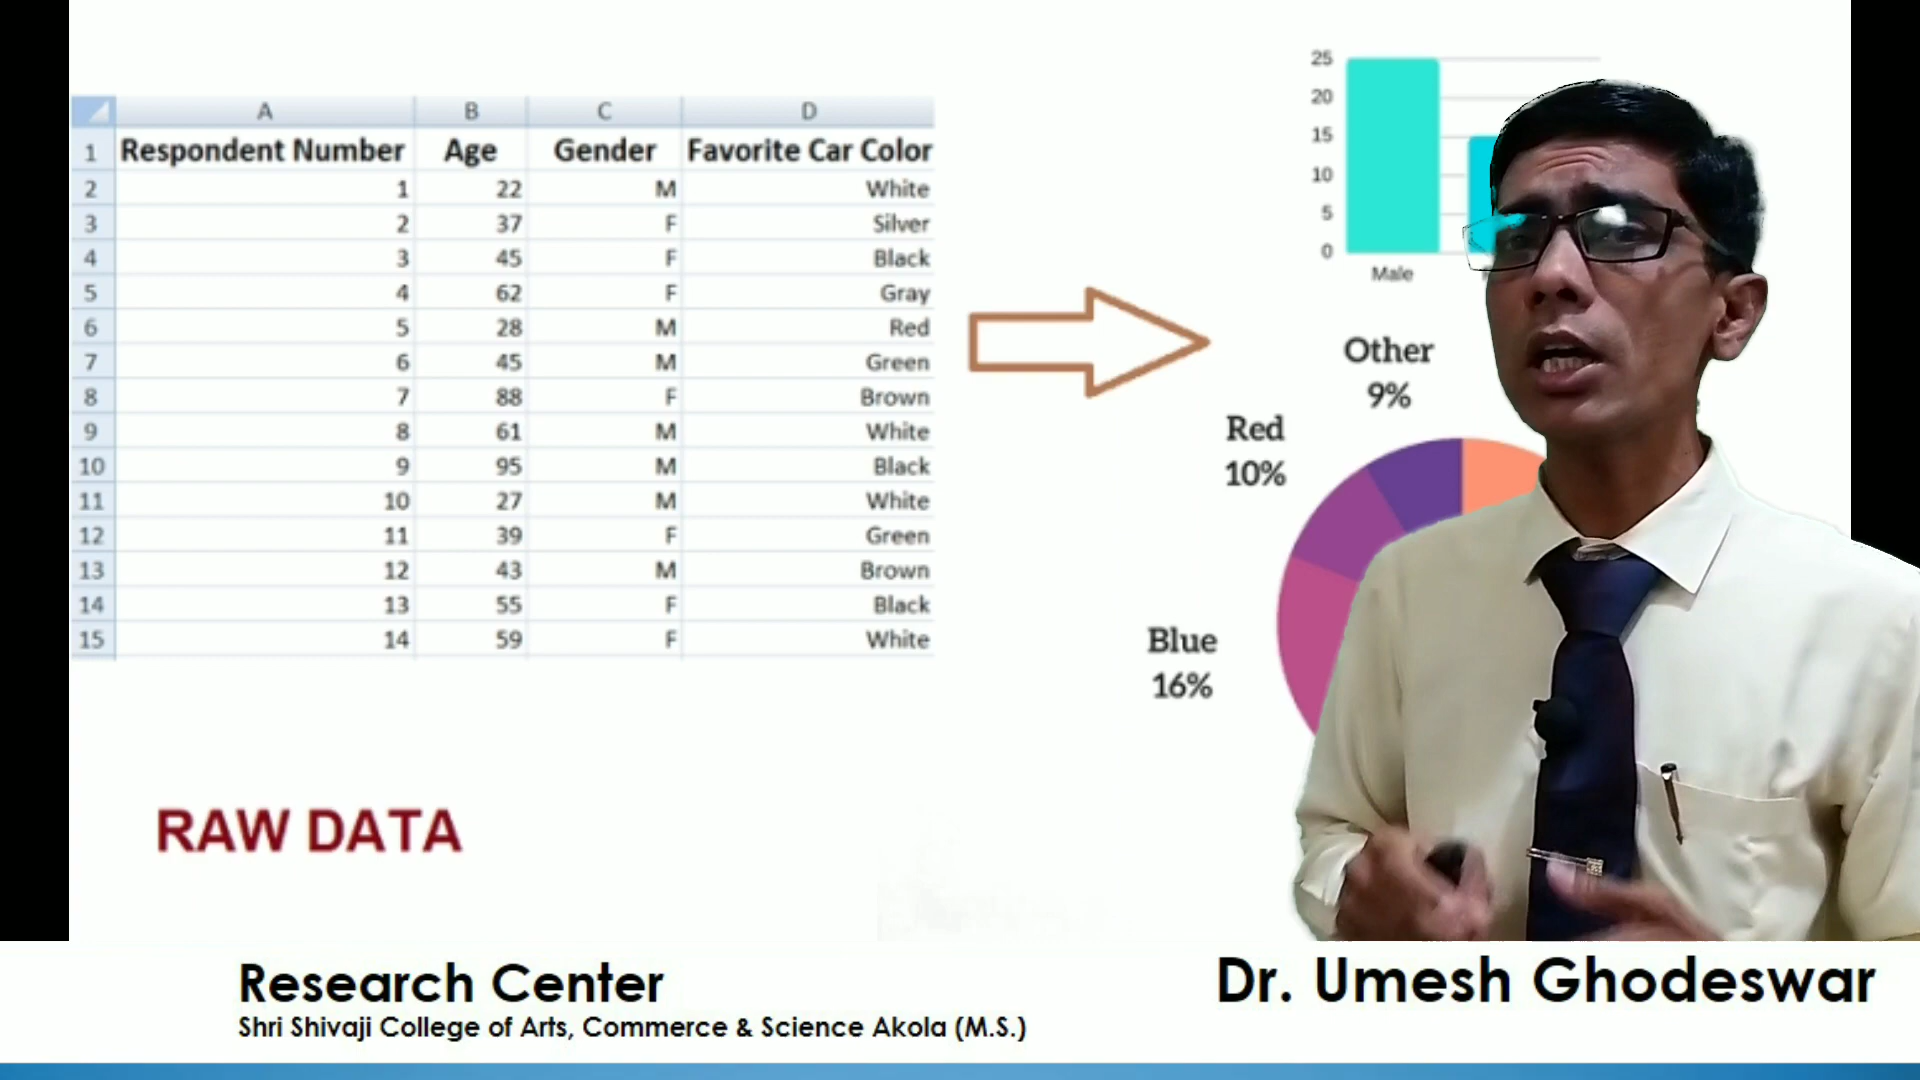 A B C D
1 Respondent Number Age Gender Favorite Car Color
2 1 22 M White
3 2 37 F Silver
4 3 45 F Black
5 4 62 F Gray
6 5 28 M Red
7 6 45 M Green
8 7 88 F Brown
9 8 61 M White
10 9 95 M Black
11 10 27 M White
12 11 39 F Green
13 12 43 M Brown
14 13 55 F Black
15 14 59 F White
25
20
15
10
5
0
Male
Other
9%
Red
10%
Blue
16%
RAW DATA
Research Center
Shri Shivaji College of Arts, Commerce & Science Akola (M.S.)
Dr. Umesh Ghodeswar